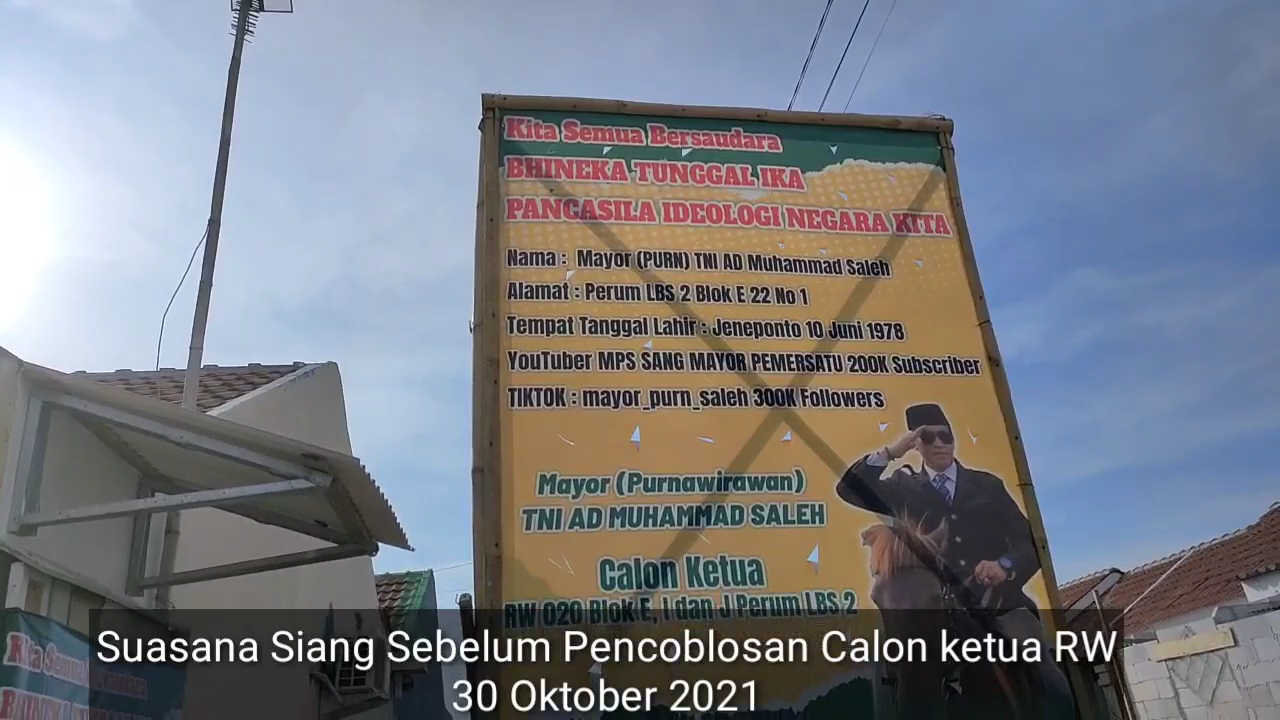 Kita Semua Bersaudara
BHINEKA TUNGGAL IKA
PANCASILA IDEOLOGI NEGARA KITA
Nama : Mayor (PURN) TNI AD Muhammad Saleh
Alamat : Perum LBS 2 Blok E 22 No 1
Tempat Tanggal Lahir : Jeneponto 10 Juni 1978
YouTuber MPS SANG MAYOR PEMERSATU 200K Subscriber
TIKTOK : mayor_purn_saleh 300K Followers
Mayor (Purnawirawan)
TNI AD MUHAMMAD SALEH
Calon Ketua
RW 020 Blok E, I dan J Perum LBS 2
Kita Semua
BHINEKA
Suasana Siang Sebelum Pencoblosan Calon ketua RW
30 Oktober 2021